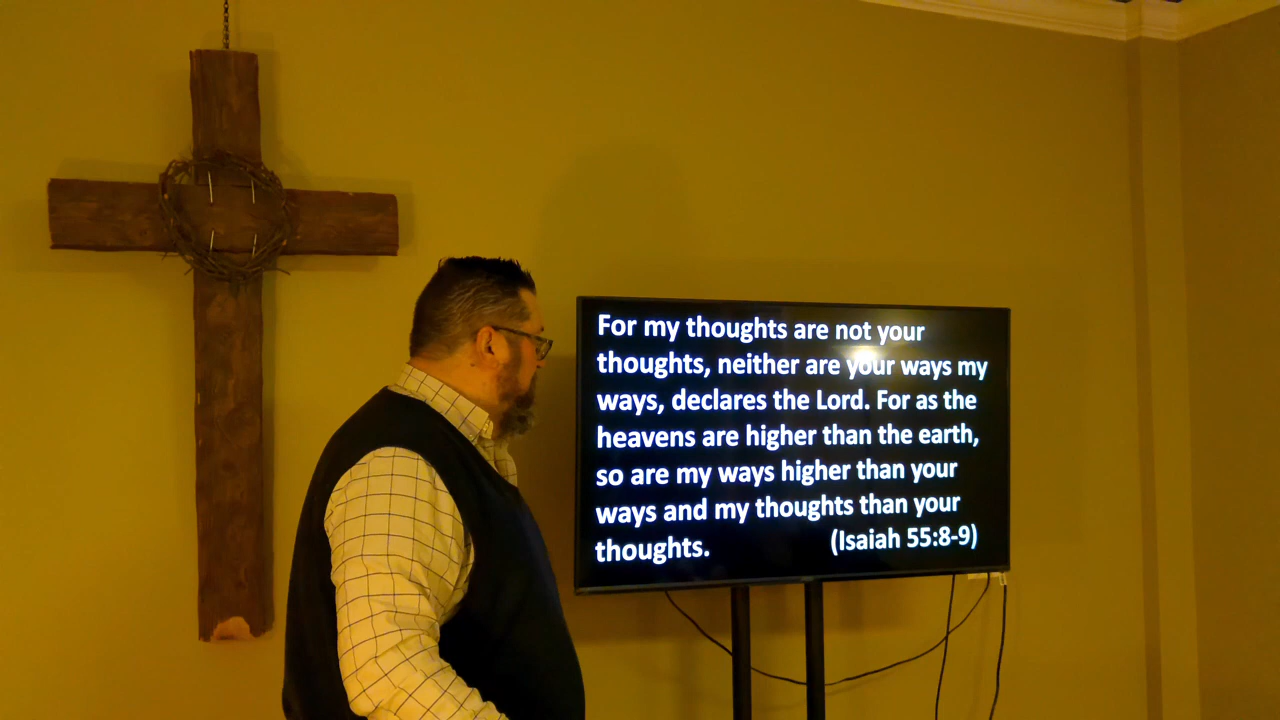 For my thoughts are not your
thoughts, neither are your ways my
ways, declares the Lord. For as the
heavens are higher than the earth,
so are my ways higher than your
ways and my thoughts than your
thoughts. (Isaiah 55:8-9)